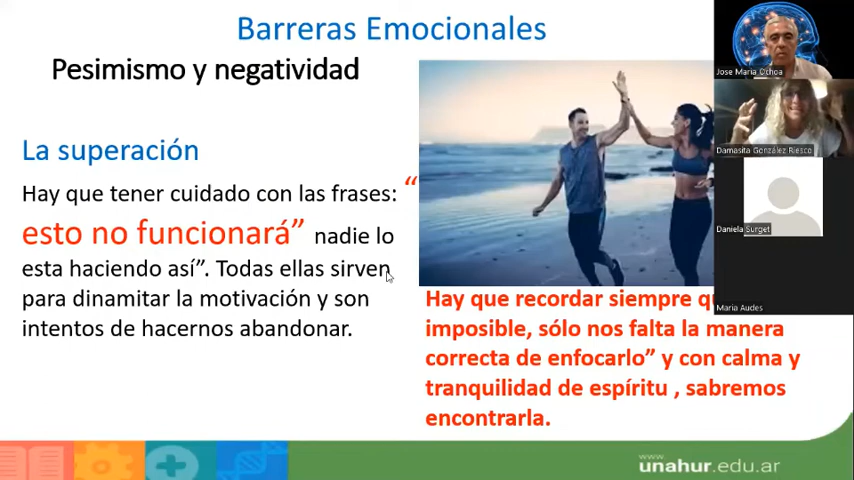 Barreras Emocionales
Pesimismo y negatividad
La superación
Hay que tener cuidado con las frases: “
esto no funcionará” nadie lo
esta haciendo así”. Todas ellas sirven
para dinamitar la motivación y son
intentos de hacernos abandonar.
Hay que recordar siempre
imposible, sólo nos falta la manera
correcta de enfocarlo” y con calma y
tranquilidad de espíritu , sabremos
encontrarla.
Jose Maria Ochoa
Damasita González Riesco
Daniela Surget
Maria Audes
www.
unahur.edu.ar